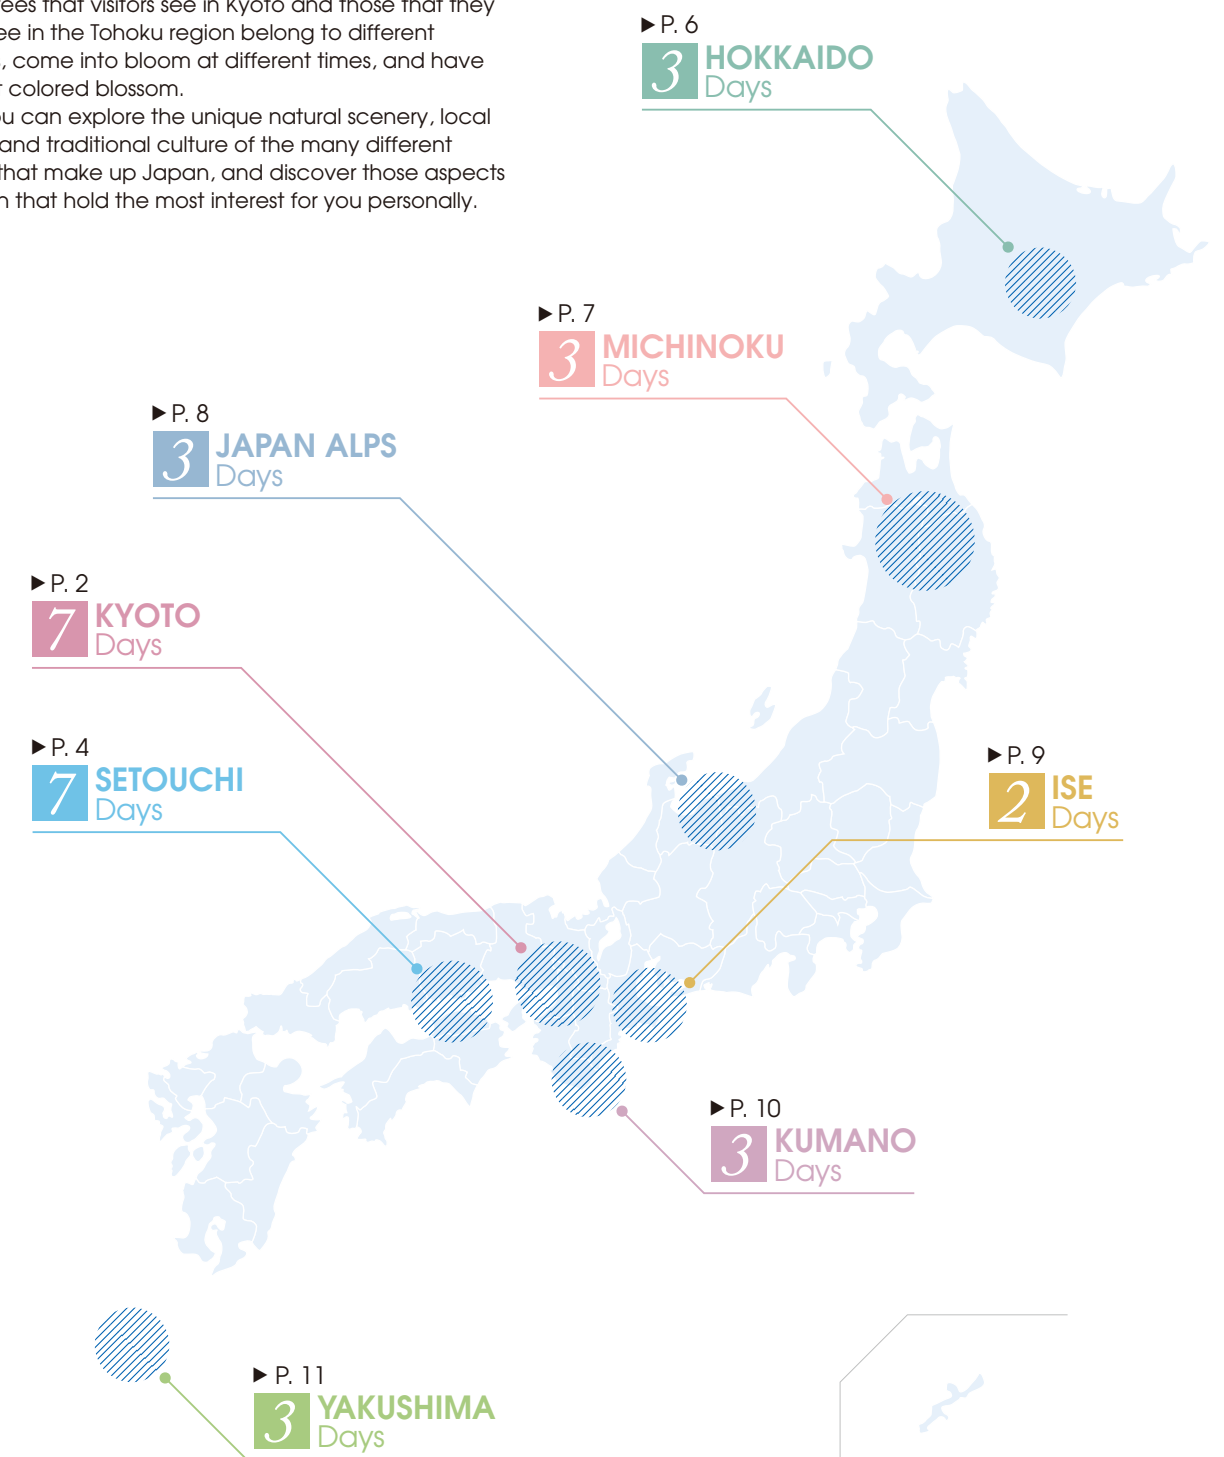 ees that visitors see in Kyoto and those that they
ee in the Tohoku region belong to different
, come into bloom at different times, and have
t colored blossom.
ou can explore the unique natural scenery, local
and traditional culture of the many different
that make up Japan, and discover those aspects
n that hold the most interest for you personally.
▶P. 6
3 HOKKAIDO
Days
▶P. 7
3 MICHINOKU
Days
▶P. 8
3 JAPAN ALPS
Days
▶P. 2
7 KYOTO
Days
▶P. 4
7 SETOUCHI
Days
▶P. 9
2 ISE
Days
▶P. 10
3 KUMANO
Days
▶P. 11
3 YAKUSHIMA
Days